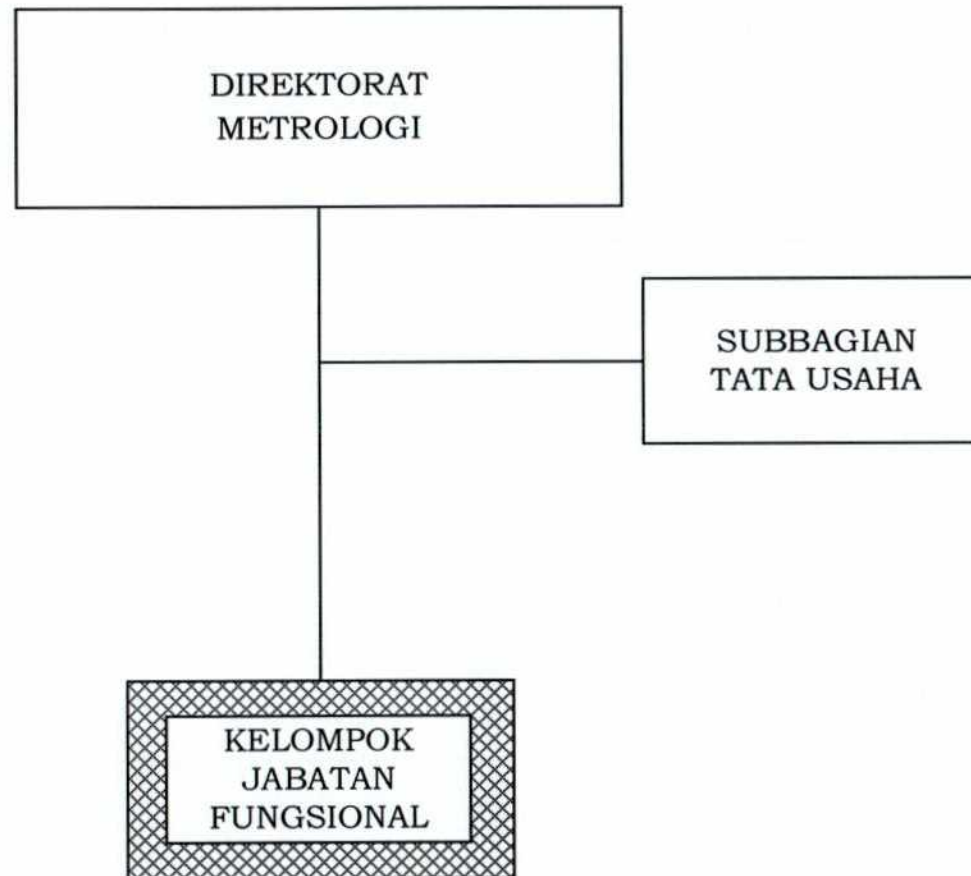 DIREKTORAT
METROLOGI
SUBBAGIAN
TATA USAHA
KELOMPOK
JABATAN
FUNGSIONAL